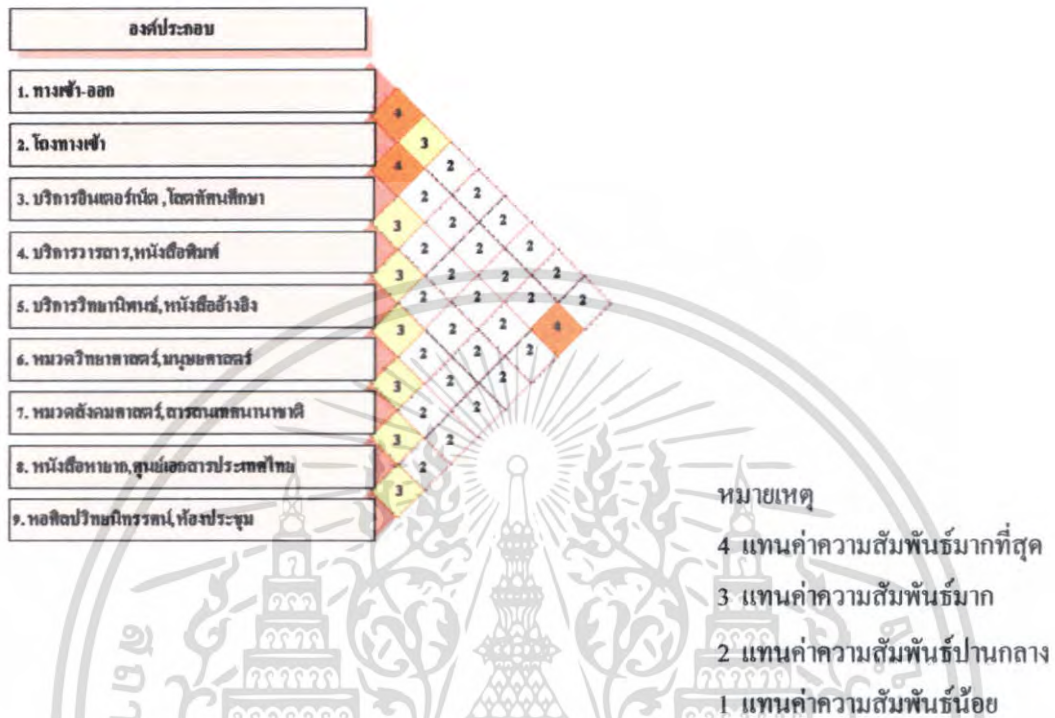 องค์ประกอบ
1. ทางเข้า-ออก
2. โถงทางเข้า
3. บริการอินเตอร์เน็ต ,โสตทัศนศึกษา
4. บริการวารสาร,หนังสือพิมพ์
5. บริการวิทยานิพนธ์,หนังสืออ้างอิง
6. หมวดวิทยาศาสตร์,มนุษยศาสตร์
7. หมวดสังคมศาสตร์,สารสนเทศนานาชาติ
8. หนังสือหายาก,ศูนย์เอกสารประเทศไทย
9. หอศิลปวิทยนิทรรศน์,ห้องประชุม
4
3
4 2
2 2
3 2 2
2 2 2
3 2 2 2
2 2 2 2
3 2 2 4
2 2 2
3 2 2
2 2
3 2
2
3
หมายเหตุ
4 แทนค่าความสัมพันธ์มากที่สุด
3 แทนค่าความสัมพันธ์มาก
2 แทนค่าความสัมพันธ์ปานกลาง
1 แทนค่าความสัมพันธ์น้อย